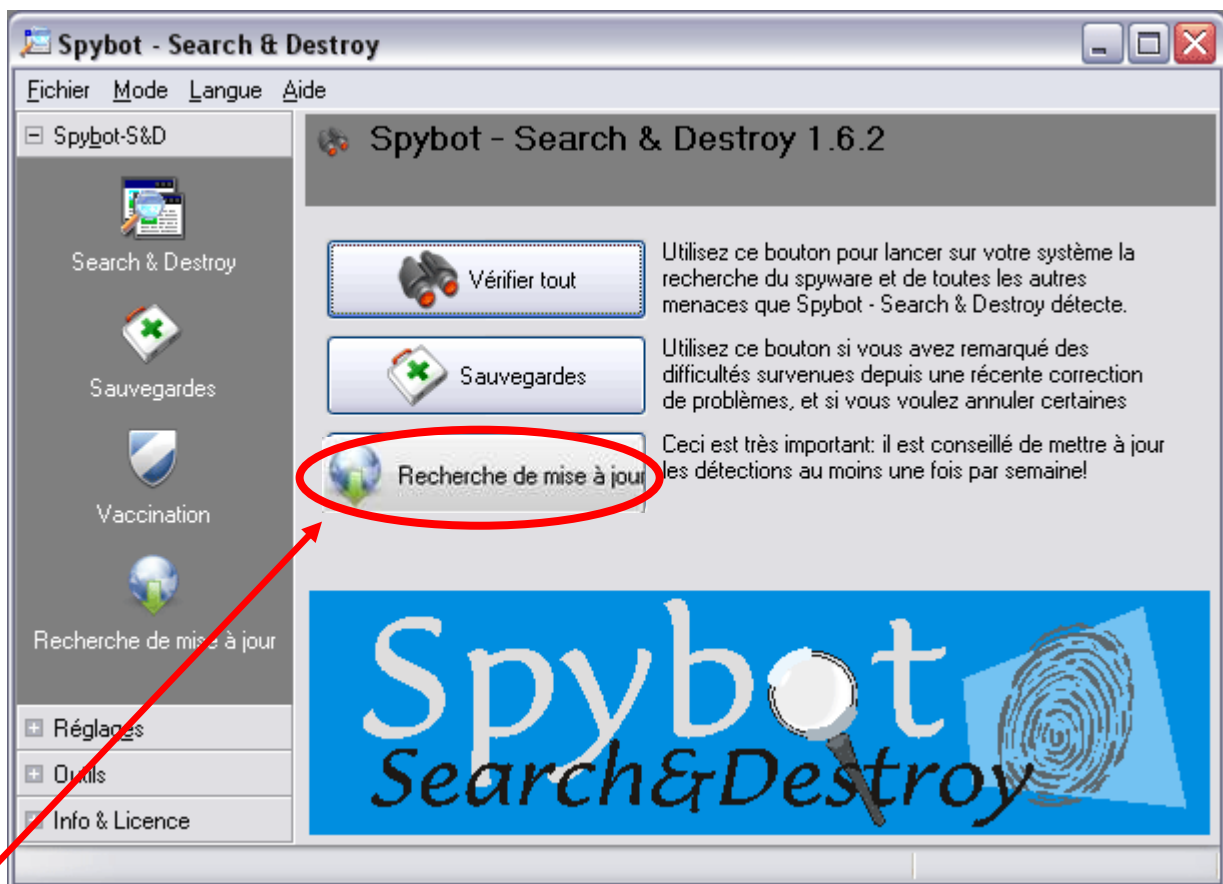 Spybot - Search & Destroy
Fichier Mode Langue Aide
Spybot-S&D
Search & Destroy
Sauvegardes
Vaccination
Recherche de mise à jour
Réglages
Outils
Info & Licence
Spybot - Search & Destroy 1.6.2
Vérifier tout
Utilisez ce bouton pour lancer sur votre système la
recherche du spyware et de toutes les autres
menaces que Spybot - Search & Destroy détecte.
Sauvegardes
Utilisez ce bouton si vous avez remarqué des
difficultés survenues depuis une récente correction
de problèmes, et si vous voulez annuler certaines
Recherche de mise à jour
Ceci est très important: il est conseillé de mettre à jour
les détections au moins une fois par semaine!
Spybot
Search&Destroy